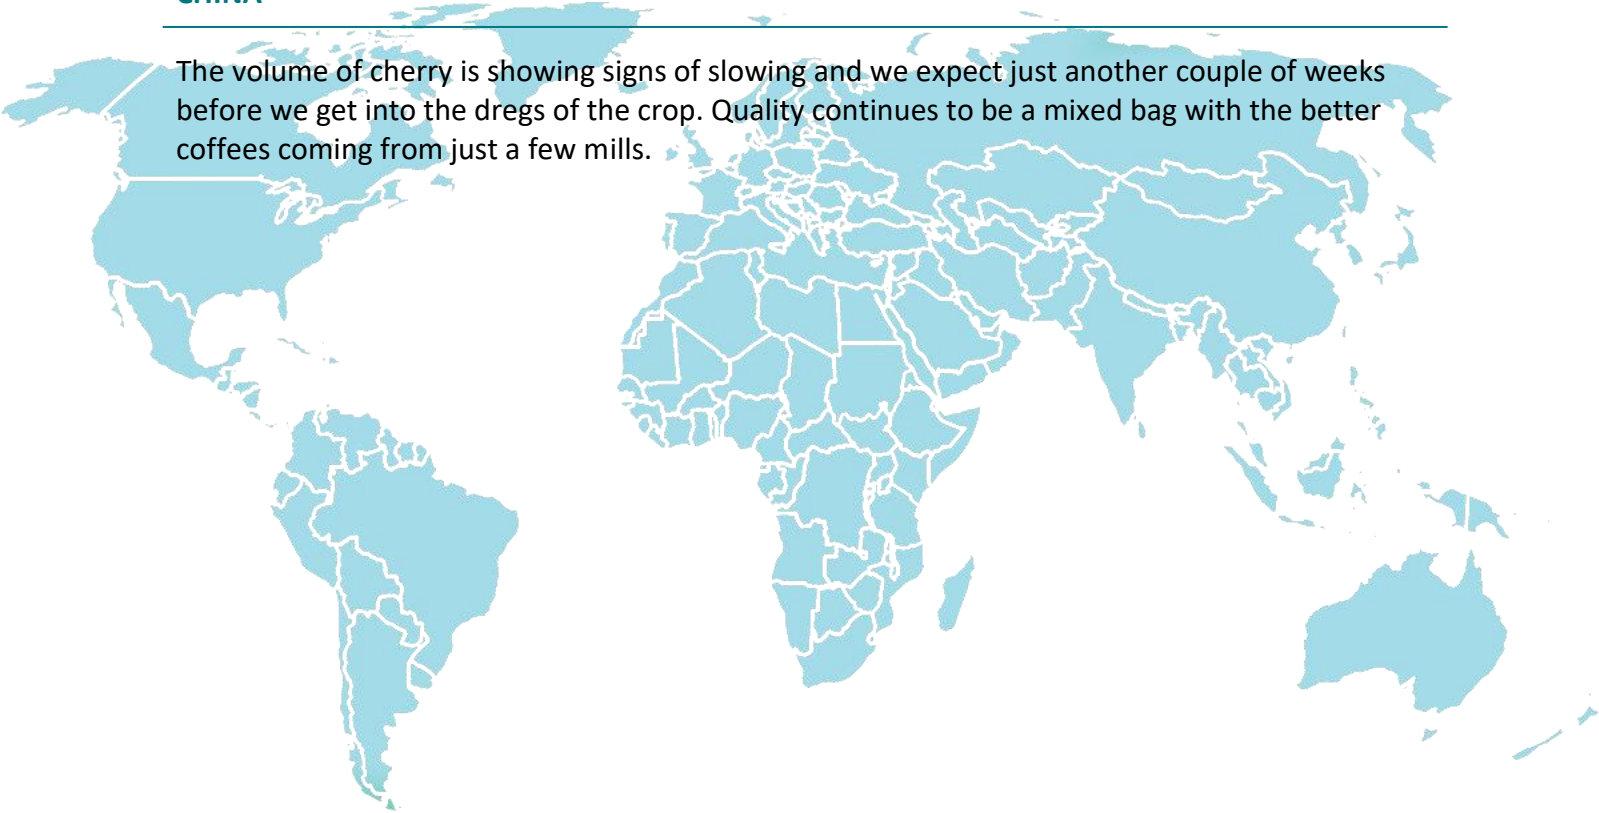 CHINA
The volume of cherry is showing signs of slowing and we expect just another couple of weeks
before we get into the dregs of the crop. Quality continues to be a mixed bag with the better
coffees coming from just a few mills.